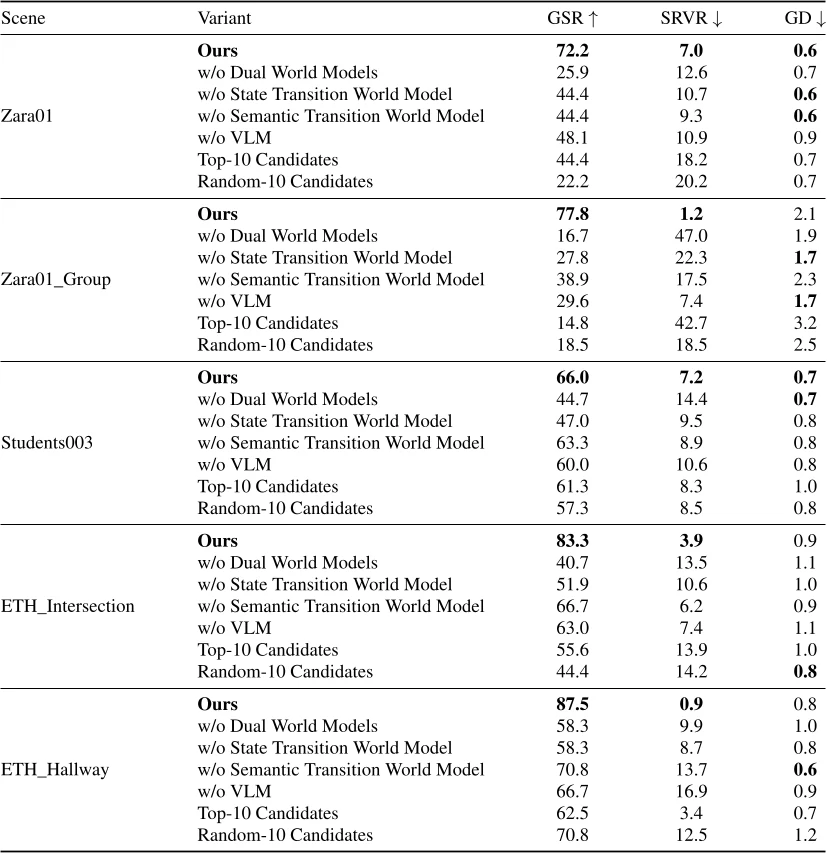 Scene Variant GSR ↑ SRVR ↓ GD ↓
Ours 72.2 7.0 0.6
w/o Dual World Models 25.9 12.6 0.7
w/o State Transition World Model 44.4 10.7 0.6
Zara01 w/o Semantic Transition World Model 44.4 9.3 0.6
w/o VLM 48.1 10.9 0.9
Top-10 Candidates 44.4 18.2 0.7
Random-10 Candidates 22.2 20.2 0.7
Ours 77.8 1.2 2.1
w/o Dual World Models 16.7 47.0 1.9
w/o State Transition World Model 27.8 22.3 1.7
Zara01_Group w/o Semantic Transition World Model 38.9 17.5 2.3
w/o VLM 29.6 7.4 1.7
Top-10 Candidates 14.8 42.7 3.2
Random-10 Candidates 18.5 18.5 2.5
Ours 66.0 7.2 0.7
w/o Dual World Models 44.7 14.4 0.7
w/o State Transition World Model 47.0 9.5 0.8
Students003 w/o Semantic Transition World Model 63.3 8.9 0.8
w/o VLM 60.0 10.6 0.8
Top-10 Candidates 61.3 8.3 1.0
Random-10 Candidates 57.3 8.5 0.8
Ours 83.3 3.9 0.9
w/o Dual World Models 40.7 13.5 1.1
w/o State Transition World Model 51.9 10.6 1.0
ETH_Intersection w/o Semantic Transition World Model 66.7 6.2 0.9
w/o VLM 63.0 7.4 1.1
Top-10 Candidates 55.6 13.9 1.0
Random-10 Candidates 44.4 14.2 0.8
Ours 87.5 0.9 0.8
w/o Dual World Models 58.3 9.9 1.0
w/o State Transition World Model 58.3 8.7 0.8
ETH_Hallway w/o Semantic Transition World Model 70.8 13.7 0.6
w/o VLM 66.7 16.9 0.9
Top-10 Candidates 62.5 3.4 0.7
Random-10 Candidates 70.8 12.5 1.2